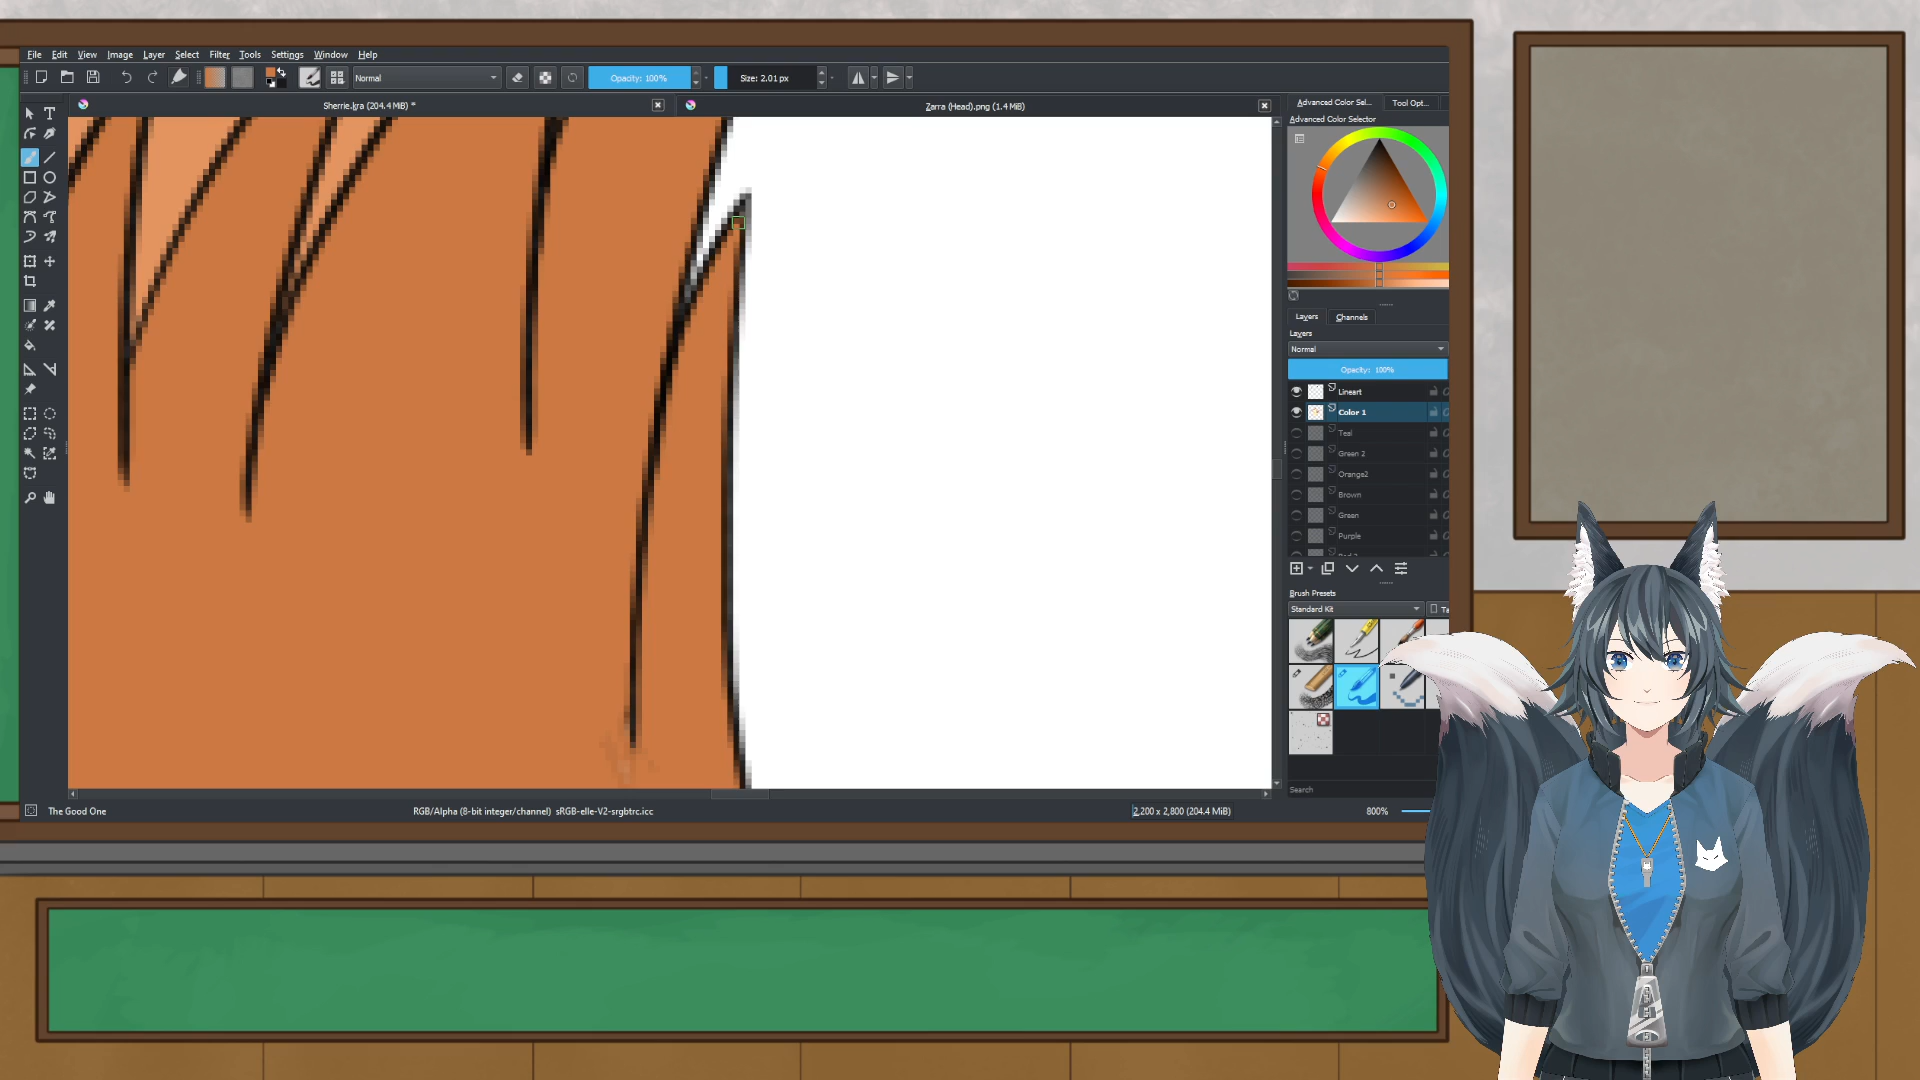 File Edit View Image Layer Select Filter Tools Settings Window Help
Normal
Opacity: 100%
Size: 2.01 px
Sherrie.kra (204.4 MiB) *
Zarra (Head).png (1.4 MiB)
Advanced Color Sel...
Tool Opt...
Advanced Color Selector
Layers
Channels
Layers
Normal
Opacity: 100%
Lineart
Color 1
Teal
Green 2
Orange2
Brown
Green
Purple
Brush Presets
Standard Kit
Ta
Search
The Good One
RGB/Alpha (8-bit integer/channel) sRGB-elle-V2-srgbtrc.icc
2,200 x 2,800 (204.4 MiB)
800%